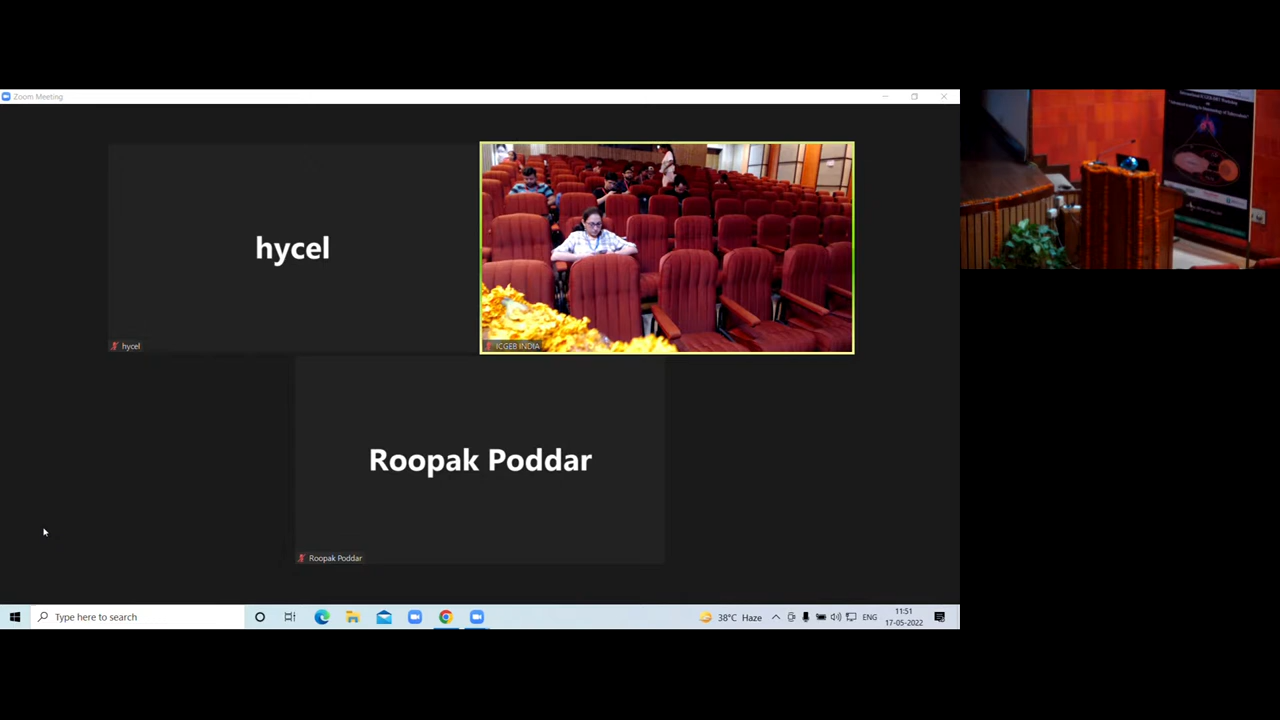 Zoom Meeting
hycel
hycel
ICGEB INDIA
Roopak Poddar
Roopak Poddar
Type here to search
38°C Haze
ENG
11:51
17-05-2022